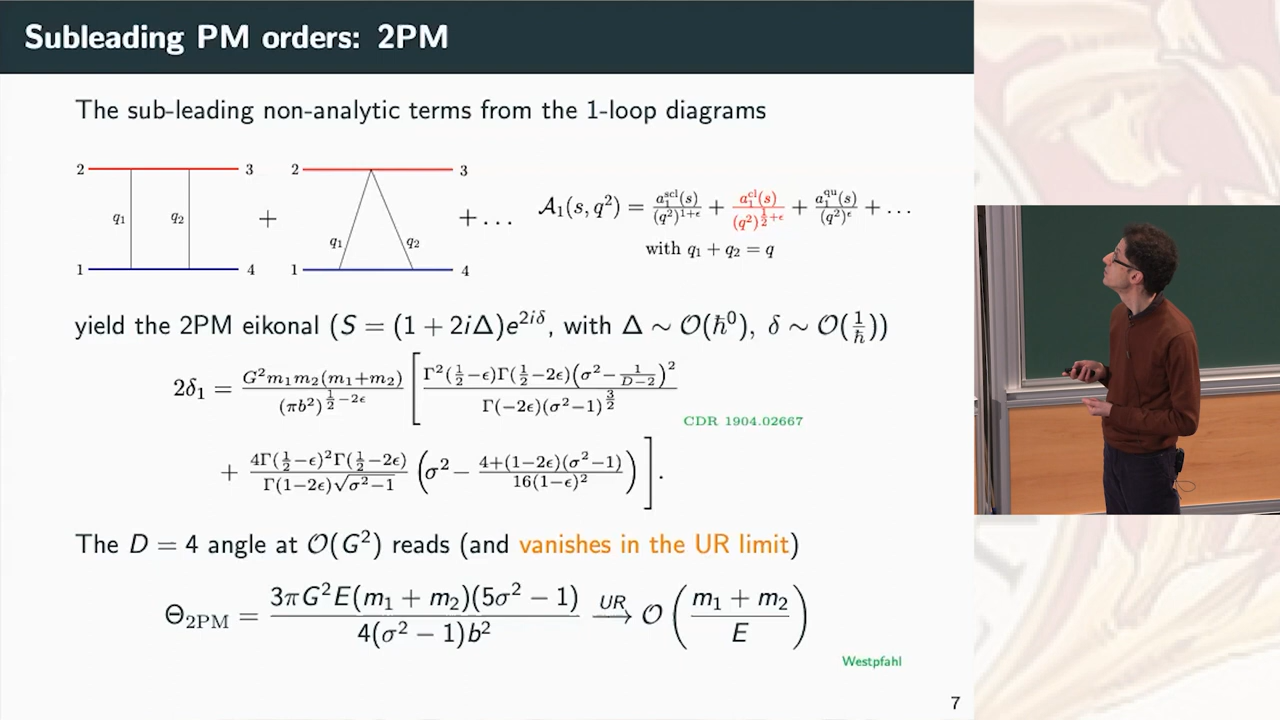 Subleading PM orders: 2PM
The sub-leading non-analytic terms from the 1-loop diagrams
2 3 2 3
q₁ q₂ + q₁ q₂ + … 𝒜₁(s, q²) = a₁ˢᶜˡ(s)/(q²)^{1+ϵ} + a₁ᶜˡ(s)/(q²)^{½+ϵ} + a₁^{qu}(s)/(q²)^ϵ + …
with q₁ + q₂ = q
1 4 1 4
yield the 2PM eikonal (S = (1 + 2iΔ)e^{2iδ}, with Δ ∼ 𝒪(ℏ⁰), δ ∼ 𝒪(1/ℏ))
2δ₁ = G²m₁m₂(m₁+m₂)/(πb²)^{½−2ϵ} [ Γ²(½−ϵ)Γ(½−2ϵ)(σ²−1/(D−2))² / Γ(−2ϵ)(σ²−1)^{3/2}
CDR 1904.02667
+ 4Γ(½−ϵ)²Γ(½−2ϵ)/Γ(1−2ϵ)√(σ²−1) (σ² − (4+(1−2ϵ)(σ²−1))/16(1−ϵ)²) ].
The D = 4 angle at 𝒪(G²) reads (and vanishes in the UR limit)
Θ₂PM = 3πG²E(m₁ + m₂)(5σ² − 1)/4(σ² − 1)b² UR→ 𝒪((m₁ + m₂)/E)
Westpfahl
7